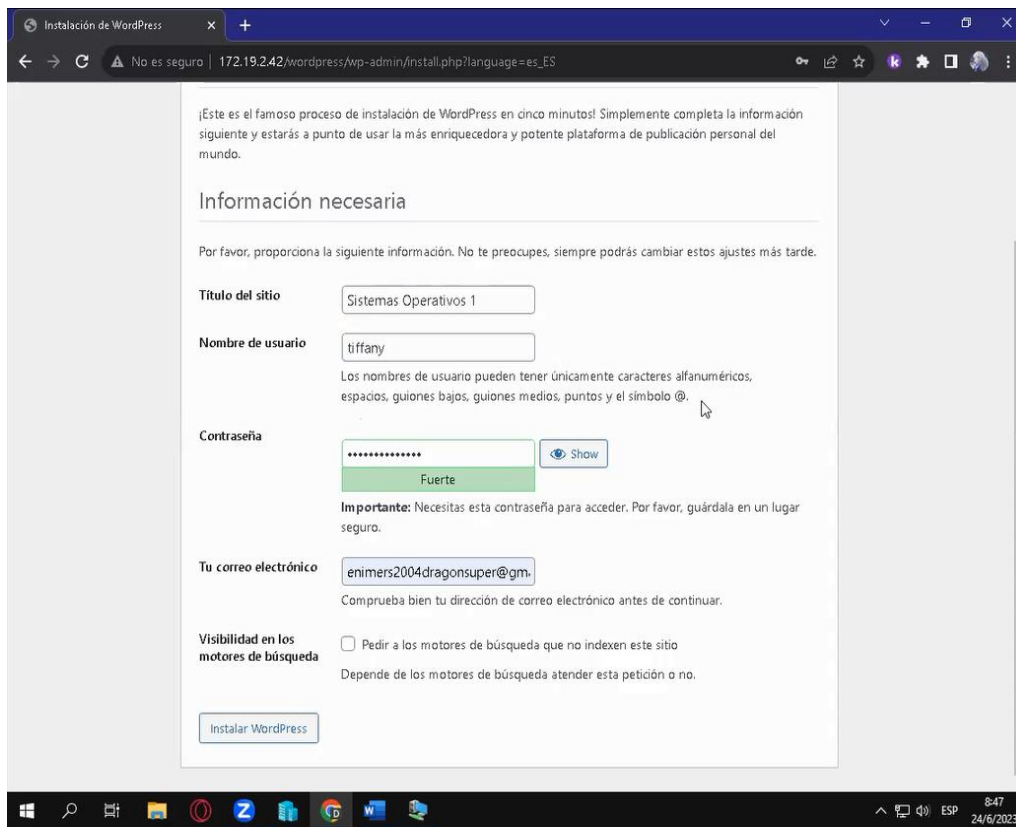 Instalación de WordPress
No es seguro | 172.19.2.42/wordpress/wp-admin/install.php?language=es_ES
¡Este es el famoso proceso de instalación de WordPress en cinco minutos! Simplemente completa la información
siguiente y estarás a punto de usar la más enriquecedora y potente plataforma de publicación personal del
mundo.
Información necesaria
Por favor, proporciona la siguiente información. No te preocupes, siempre podrás cambiar estos ajustes más tarde.
Título del sitio
Sistemas Operativos 1
Nombre de usuario
tiffany
Los nombres de usuario pueden tener únicamente caracteres alfanuméricos,
espacios, guiones bajos, guiones medios, puntos y el símbolo @.
Contraseña
••••••••••••••
Show
Fuerte
Importante: Necesitas esta contraseña para acceder. Por favor, guárdala en un lugar
seguro.
Tu correo electrónico
enimers2004dragonsuper@gm
Comprueba bien tu dirección de correo electrónico antes de continuar.
Visibilidad en los
motores de búsqueda
Pedir a los motores de búsqueda que no indexen este sitio
Depende de los motores de búsqueda atender esta petición o no.
Instalar WordPress
ESP
8:47
24/6/2023